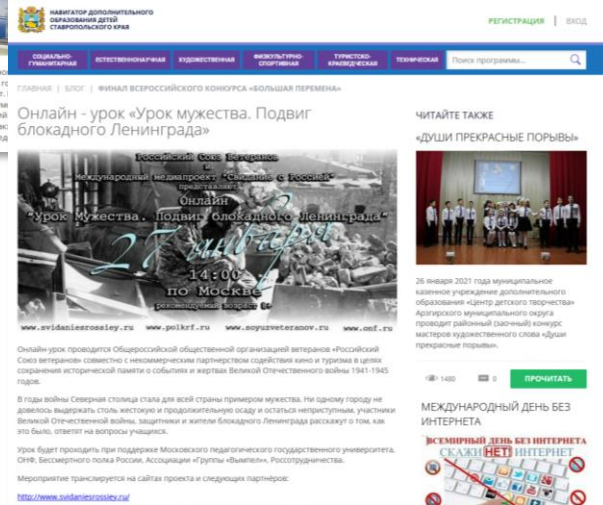 НАВИГАТОР ДОПОЛНИТЕЛЬНОГО
ОБРАЗОВАНИЯ ДЕТЕЙ
СТАВРОПОЛЬСКОГО КРАЯ
РЕГИСТРАЦИЯ | ВХОД
СОЦИАЛЬНО-ГУМАНИТАРНАЯ ЕСТЕСТВЕННОНАУЧНАЯ ХУДОЖЕСТВЕННАЯ ФИЗКУЛЬТУРНО-СПОРТИВНАЯ ТУРИСТСКО-КРАЕВЕДЧЕСКАЯ ТЕХНИЧЕСКАЯ Поиск программы...
ГЛАВНАЯ | БЛОГ | ФИНАЛ ВСЕРОССИЙСКОГО КОНКУРСА «БОЛЬШАЯ ПЕРЕМЕНА»
Онлайн - урок «Урок мужества. Подвиг
блокадного Ленинграда»
Российский Союз Ветеранов
Международный медиапроект "Свидание с Россией"
представляют
Онлайн
"Урок Мужества. Подвиг блокадного Ленинграда"
27 января
14:00
по Москве
рекомендуемый возраст
www.svidaniesrossiey.ru www.polkrf.ru www.soyuzveteranov.ru www.onf.ru
Онлайн-урок проводится Общероссийской общественной организацией ветеранов «Российский
Союз ветеранов» совместно с некоммерческим партнерством содействия кино и туризма в целях
сохранения исторической памяти о событиях и жертвах Великой Отечественной войны 1941-1945
годов.
В годы войны Северная столица стала для всей страны примером мужества. Ни одному городу не
довелось выдержать столь жестокую и продолжительную осаду и остаться неприступным, участники
Великой Отечественной войны, защитники и жители блокадного Ленинграда расскажут о том, как
это было, ответят на вопросы учащихся.
Урок будет проходить при поддержке Московского педагогического государственного университета,
ОНФ, Бессмертного полка России, Ассоциации «Группы «Вымпел», Россотрудничества.
Мероприятие транслируется на сайтах проекта и следующих партнёров:
http://www.svidaniesrossiey.ru/
ЧИТАЙТЕ ТАКЖЕ
«ДУШИ ПРЕКРАСНЫЕ ПОРЫВЫ»
26 января 2021 года муниципальное
казенное учреждение дополнительного
образования «Центр детского творчества»
Арзгирского муниципального округа
проводит районный (заочный) конкурс
мастеров художественного слова «Души
прекрасные порывы».
1480 0 ПРОЧИТАТЬ
МЕЖДУНАРОДНЫЙ ДЕНЬ БЕЗ
ИНТЕРНЕТА
ВСЕМИРНЫЙ ДЕНЬ БЕЗ ИНТЕРНЕТА
СКАЖИ НЕТ! ИНТЕРНЕТ